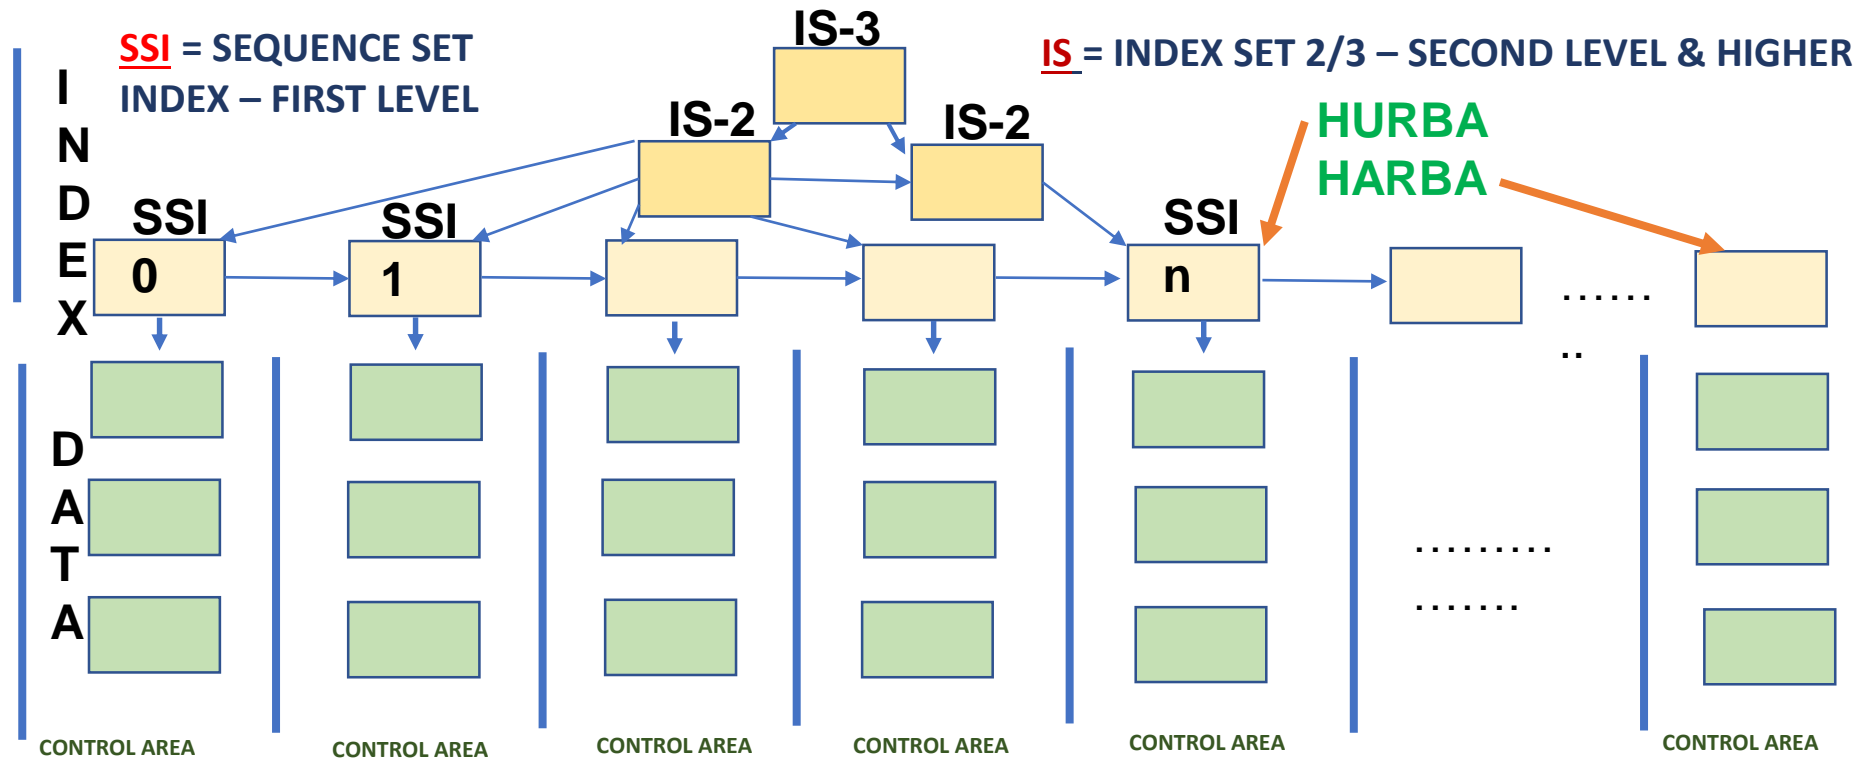 IS-3
SSI = SEQUENCE SET
INDEX – FIRST LEVEL
IS = INDEX SET 2/3 – SECOND LEVEL & HIGHER
I
N
D
E
X
IS-2
IS-2
HURBA
HARBA
SSI
SSI
SSI
0
1
n
......
..
D
A
T
A
.........
.......
CONTROL AREA
CONTROL AREA
CONTROL AREA
CONTROL AREA
CONTROL AREA
CONTROL AREA